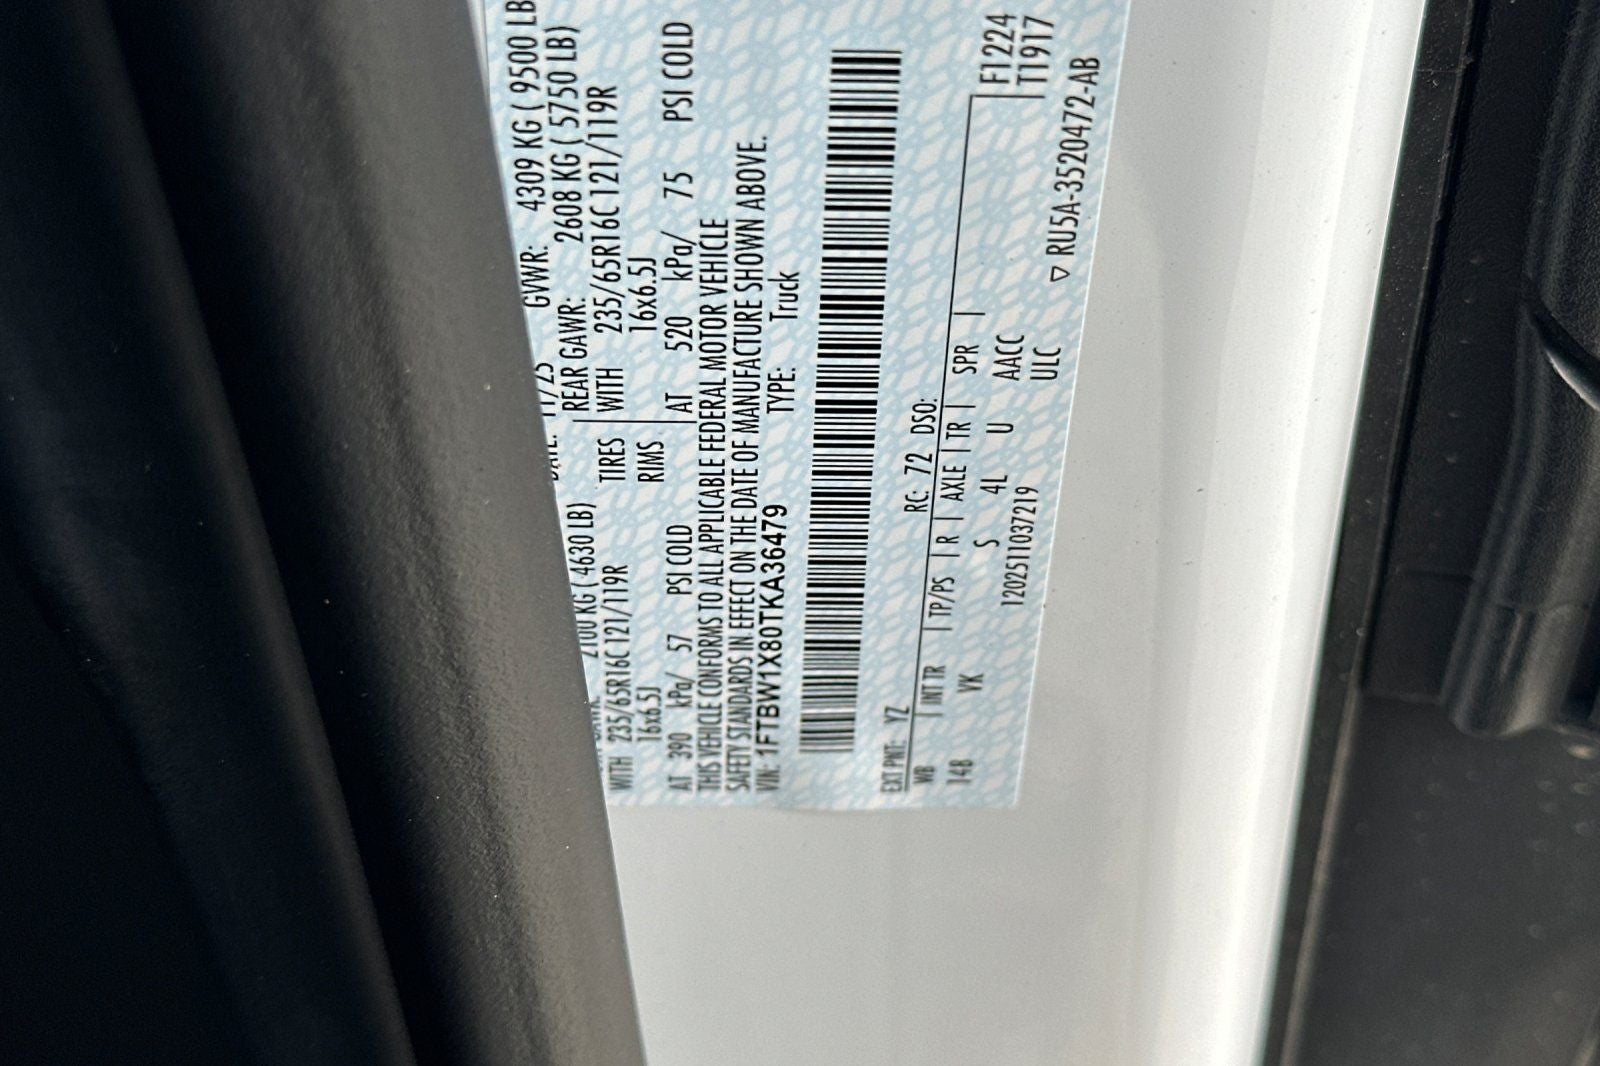 11/25 GVWR: 4309 KG ( 9500 LB
2100 KG ( 4630 LB) REAR GAWR: 2608 KG ( 5750 LB)
WITH 235/65R16C 121/119R TIRES WITH 235/65R16C 121/119R
16x6.5J RIMS 16x6.5J
AT 390 kPa/ 57 PSI COLD AT 520 kPa/ 75 PSI COLD
THIS VEHICLE CONFORMS TO ALL APPLICABLE FEDERAL MOTOR VEHICLE
SAFETY STANDARDS IN EFFECT ON THE DATE OF MANUFACTURE SHOWN ABOVE.
VIN: 1FTBW1X80TKA36479 TYPE: Truck
EXT PNT: YZ RC: 72 DSO:
WB INT TR TP/PS R AXLE TR SPR F1224
148 VK S 4L U AACC T1917
1202511037219 ULC
RU5A-3520472-AB